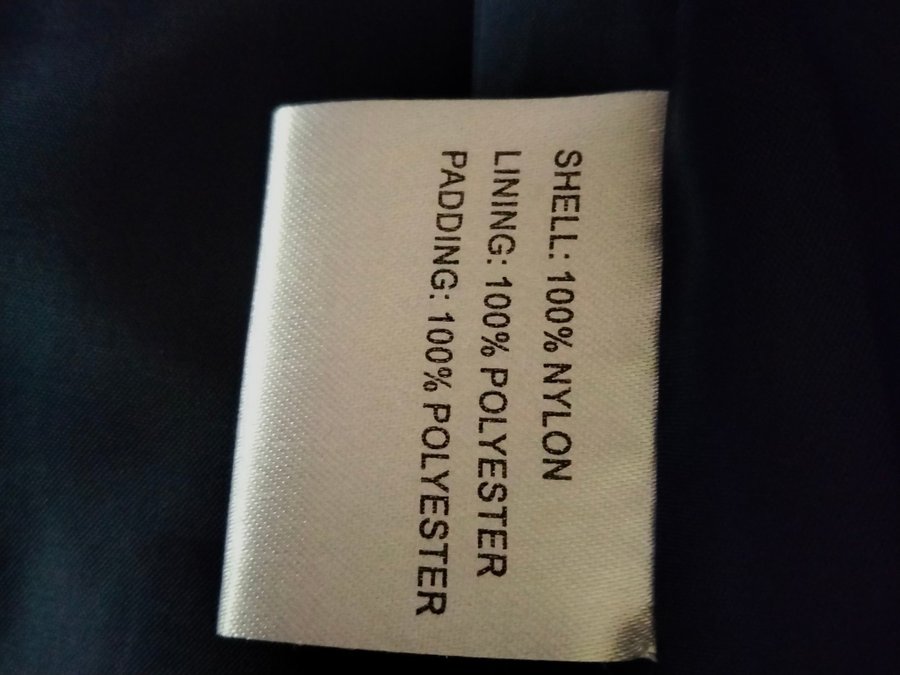 SHELL: 100% NYLON
LINING: 100% POLYESTER
PADDING: 100% POLYESTER